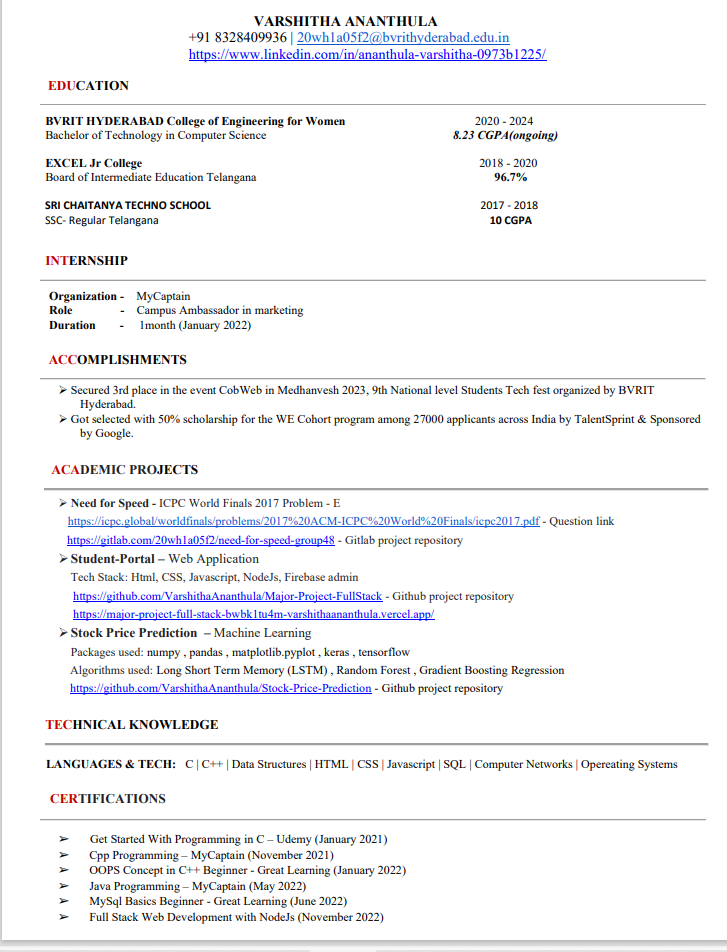 VARSHITHA ANANTHULA
+91 8328409936 | 20wh1a05f2@bvrithyderabad.edu.in
https://www.linkedin.com/in/ananthula-varshitha-0973b1225/
EDUCATION
BVRIT HYDERABAD College of Engineering for Women 2020 - 2024
Bachelor of Technology in Computer Science 8.23 CGPA(ongoing)
EXCEL Jr College 2018 - 2020
Board of Intermediate Education Telangana 96.7%
SRI CHAITANYA TECHNO SCHOOL 2017 - 2018
SSC- Regular Telangana 10 CGPA
INTERNSHIP
Organization - MyCaptain
Role - Campus Ambassador in marketing
Duration - 1month (January 2022)
ACCOMPLISHMENTS
➢ Secured 3rd place in the event CobWeb in Medhanvesh 2023, 9th National level Students Tech fest organized by BVRIT
Hyderabad.
➢ Got selected with 50% scholarship for the WE Cohort program among 27000 applicants across India by TalentSprint & Sponsored
by Google.
ACADEMIC PROJECTS
➢ Need for Speed - ICPC World Finals 2017 Problem - E
https://icpc.global/worldfinals/problems/2017%20ACM-ICPC%20World%20Finals/icpc2017.pdf - Question link
https://gitlab.com/20wh1a05f2/need-for-speed-group48 - Gitlab project repository
➢ Student-Portal – Web Application
Tech Stack: Html, CSS, Javascript, NodeJs, Firebase admin
https://github.com/VarshithaAnanthula/Major-Project-FullStack - Github project repository
https://major-project-full-stack-bwbk1tu4m-varshithaananthula.vercel.app/
➢ Stock Price Prediction – Machine Learning
Packages used: numpy , pandas , matplotlib.pyplot , keras , tensorflow
Algorithms used: Long Short Term Memory (LSTM) , Random Forest , Gradient Boosting Regression
https://github.com/VarshithaAnanthula/Stock-Price-Prediction - Github project repository
TECHNICAL KNOWLEDGE
LANGUAGES & TECH: C | C++ | Data Structures | HTML | CSS | Javascript | SQL | Computer Networks | Opereating Systems
CERTIFICATIONS
➢ Get Started With Programming in C – Udemy (January 2021)
➢ Cpp Programming – MyCaptain (November 2021)
➢ OOPS Concept in C++ Beginner - Great Learning (January 2022)
➢ Java Programming – MyCaptain (May 2022)
➢ MySql Basics Beginner - Great Learning (June 2022)
➢ Full Stack Web Development with NodeJs (November 2022)